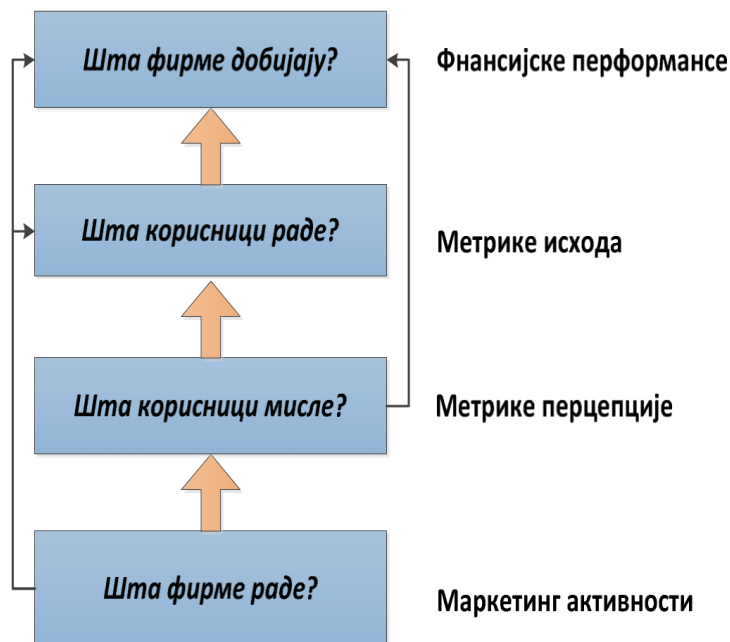 Шта фирме добијају?
Фнансијске перформансе
Шта корисници раде?
Метрике исхода
Шта корисници мисле?
Метрике перцепције
Шта фирме раде?
Маркетинг активности